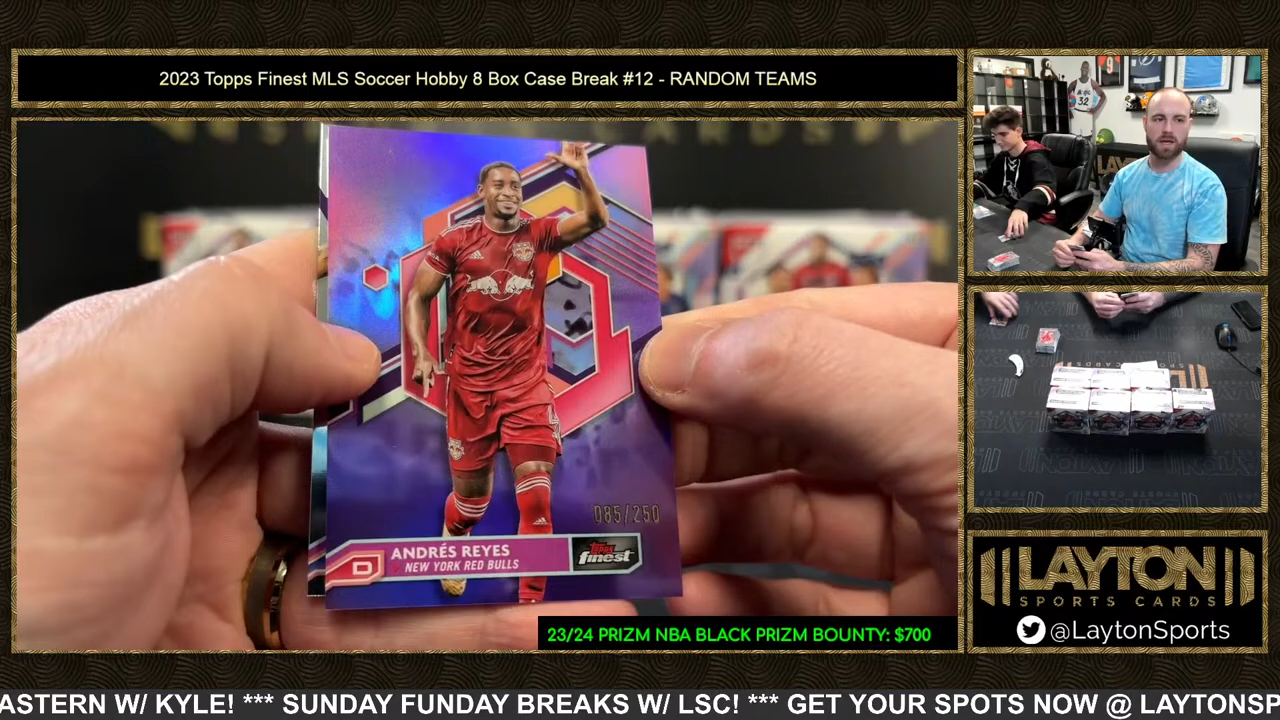 2023 Topps Finest MLS Soccer Hobby 8 Box Case Break #12 - RANDOM TEAMS
32
9
085/250
ANDRÉS REYES
NEW YORK RED BULLS
D
TOPPS
finest
23/24 PRIZM NBA BLACK PRIZM BOUNTY: $700
LAYTON
SPORTS CARDS
@LaytonSports
ASTERN W/ KYLE! *** SUNDAY FUNDAY BREAKS W/ LSC! *** GET YOUR SPOTS NOW @ LAYTONSP